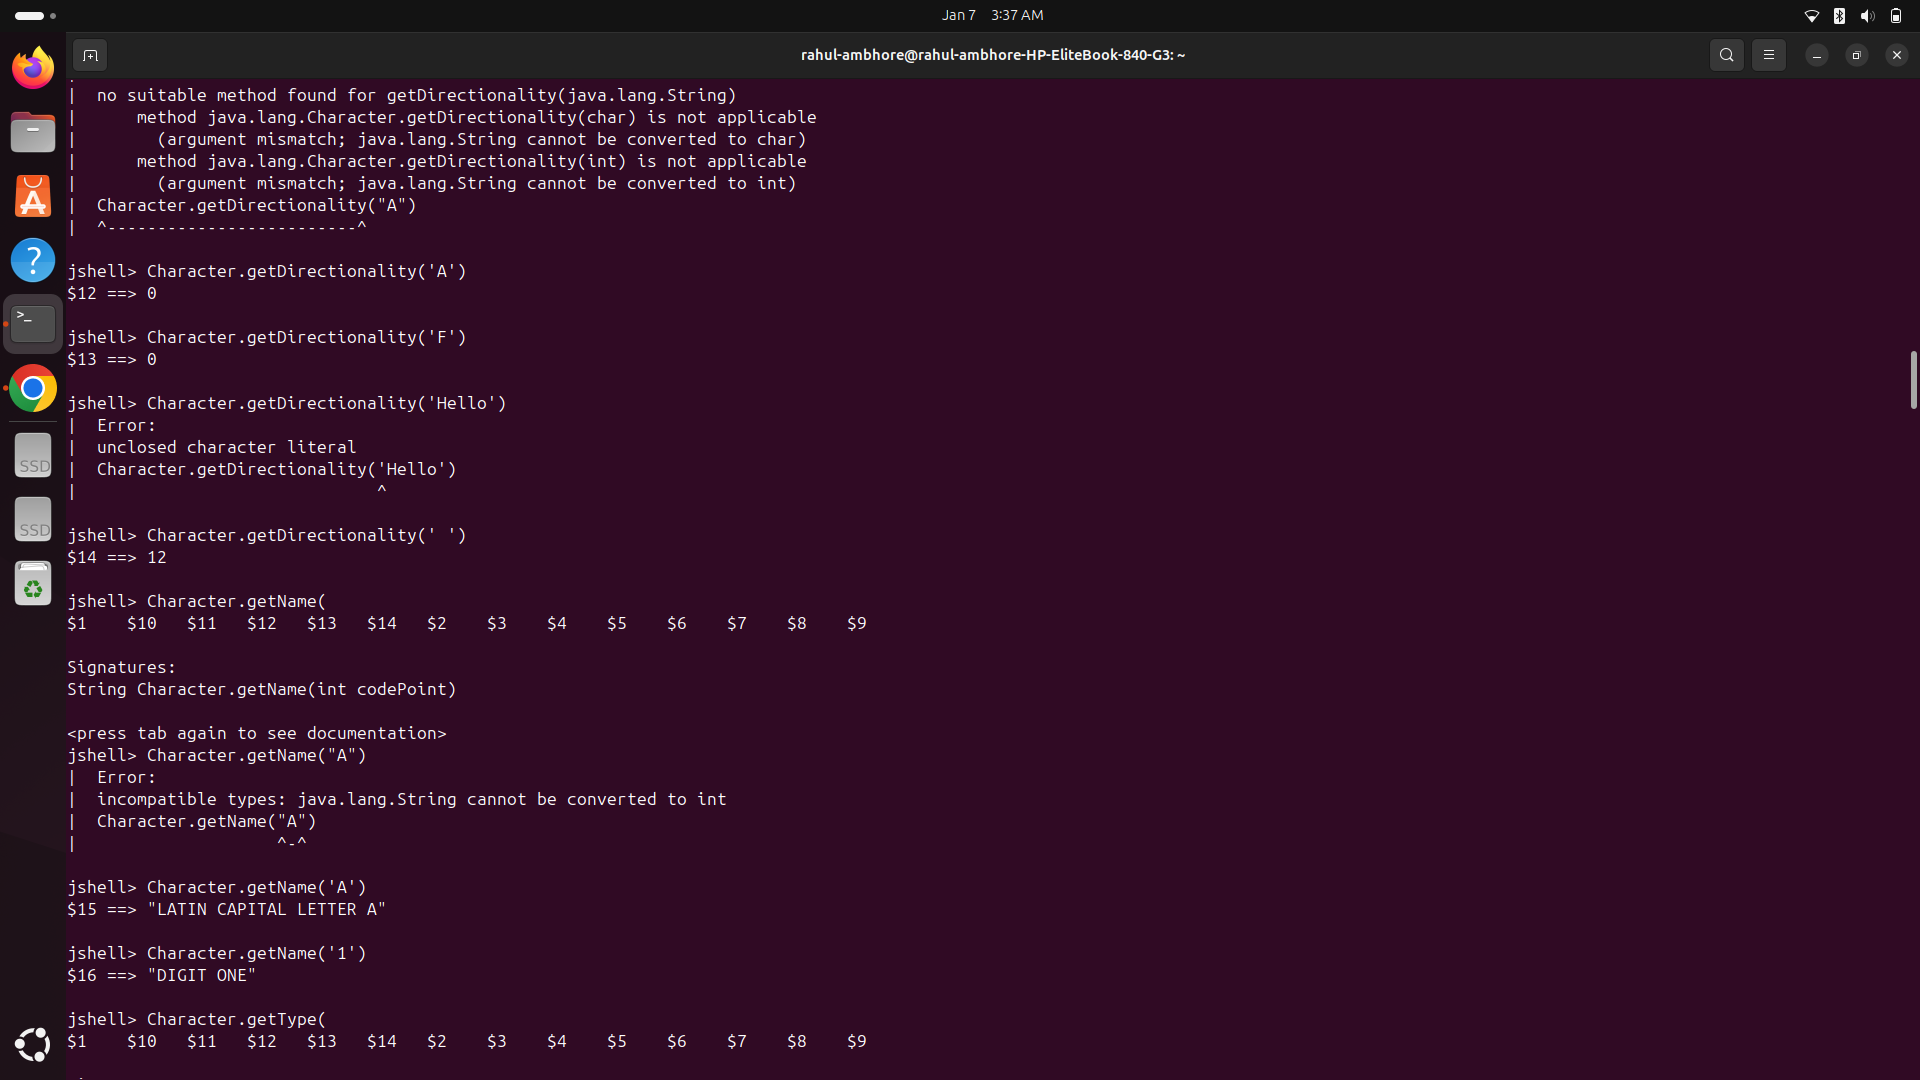 Jan 7 3:37 AM
rahul-ambhore@rahul-ambhore-HP-EliteBook-840-G3: ~
| no suitable method found for getDirectionality(java.lang.String)
|     method java.lang.Character.getDirectionality(char) is not applicable
|       (argument mismatch; java.lang.String cannot be converted to char)
|     method java.lang.Character.getDirectionality(int) is not applicable
|       (argument mismatch; java.lang.String cannot be converted to int)
| Character.getDirectionality("A")
| ^-------------------------^
jshell> Character.getDirectionality('A')
$12 ==> 0
jshell> Character.getDirectionality('F')
$13 ==> 0
jshell> Character.getDirectionality('Hello')
| Error:
| unclosed character literal
| Character.getDirectionality('Hello')
|                             ^
jshell> Character.getDirectionality(' ')
$14 ==> 12
jshell> Character.getName(
$1 $10 $11 $12 $13 $14 $2 $3 $4 $5 $6 $7 $8 $9
Signatures:
String Character.getName(int codePoint)
<press tab again to see documentation>
jshell> Character.getName("A")
| Error:
| incompatible types: java.lang.String cannot be converted to int
| Character.getName("A")
|                   ^-^
jshell> Character.getName('A')
$15 ==> "LATIN CAPITAL LETTER A"
jshell> Character.getName('1')
$16 ==> "DIGIT ONE"
jshell> Character.getType(
$1 $10 $11 $12 $13 $14 $2 $3 $4 $5 $6 $7 $8 $9
SSD
SSD